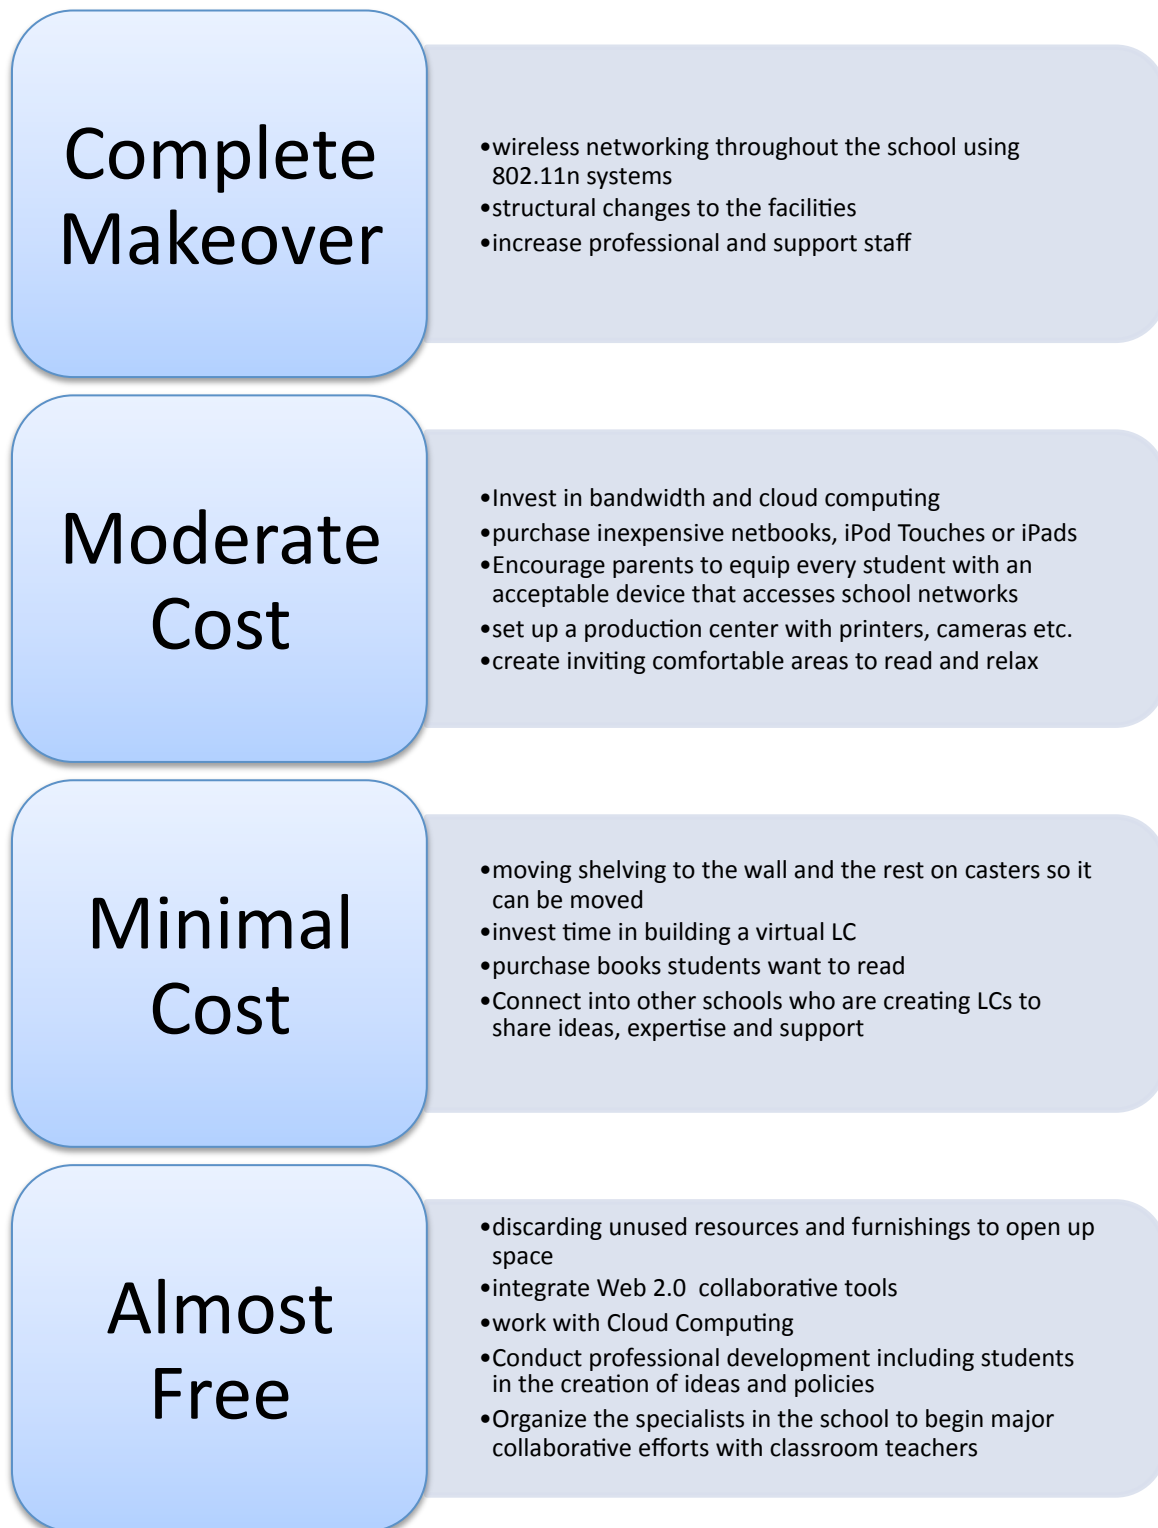 Complete
Makeover
•wireless networking throughout the school using
802.11n systems
•structural changes to the facilities
•increase professional and support staff
Moderate
Cost
•Invest in bandwidth and cloud computing
•purchase inexpensive netbooks, iPod Touches or iPads
•Encourage parents to equip every student with an
acceptable device that accesses school networks
•set up a production center with printers, cameras etc.
•create inviting comfortable areas to read and relax
Minimal
Cost
•moving shelving to the wall and the rest on casters so it
can be moved
•invest time in building a virtual LC
•purchase books students want to read
•Connect into other schools who are creating LCs to
share ideas, expertise and support
Almost
Free
•discarding unused resources and furnishings to open up
space
•integrate Web 2.0  collaborative tools
•work with Cloud Computing
•Conduct professional development including students
in the creation of ideas and policies
•Organize the specialists in the school to begin major
collaborative efforts with classroom teachers